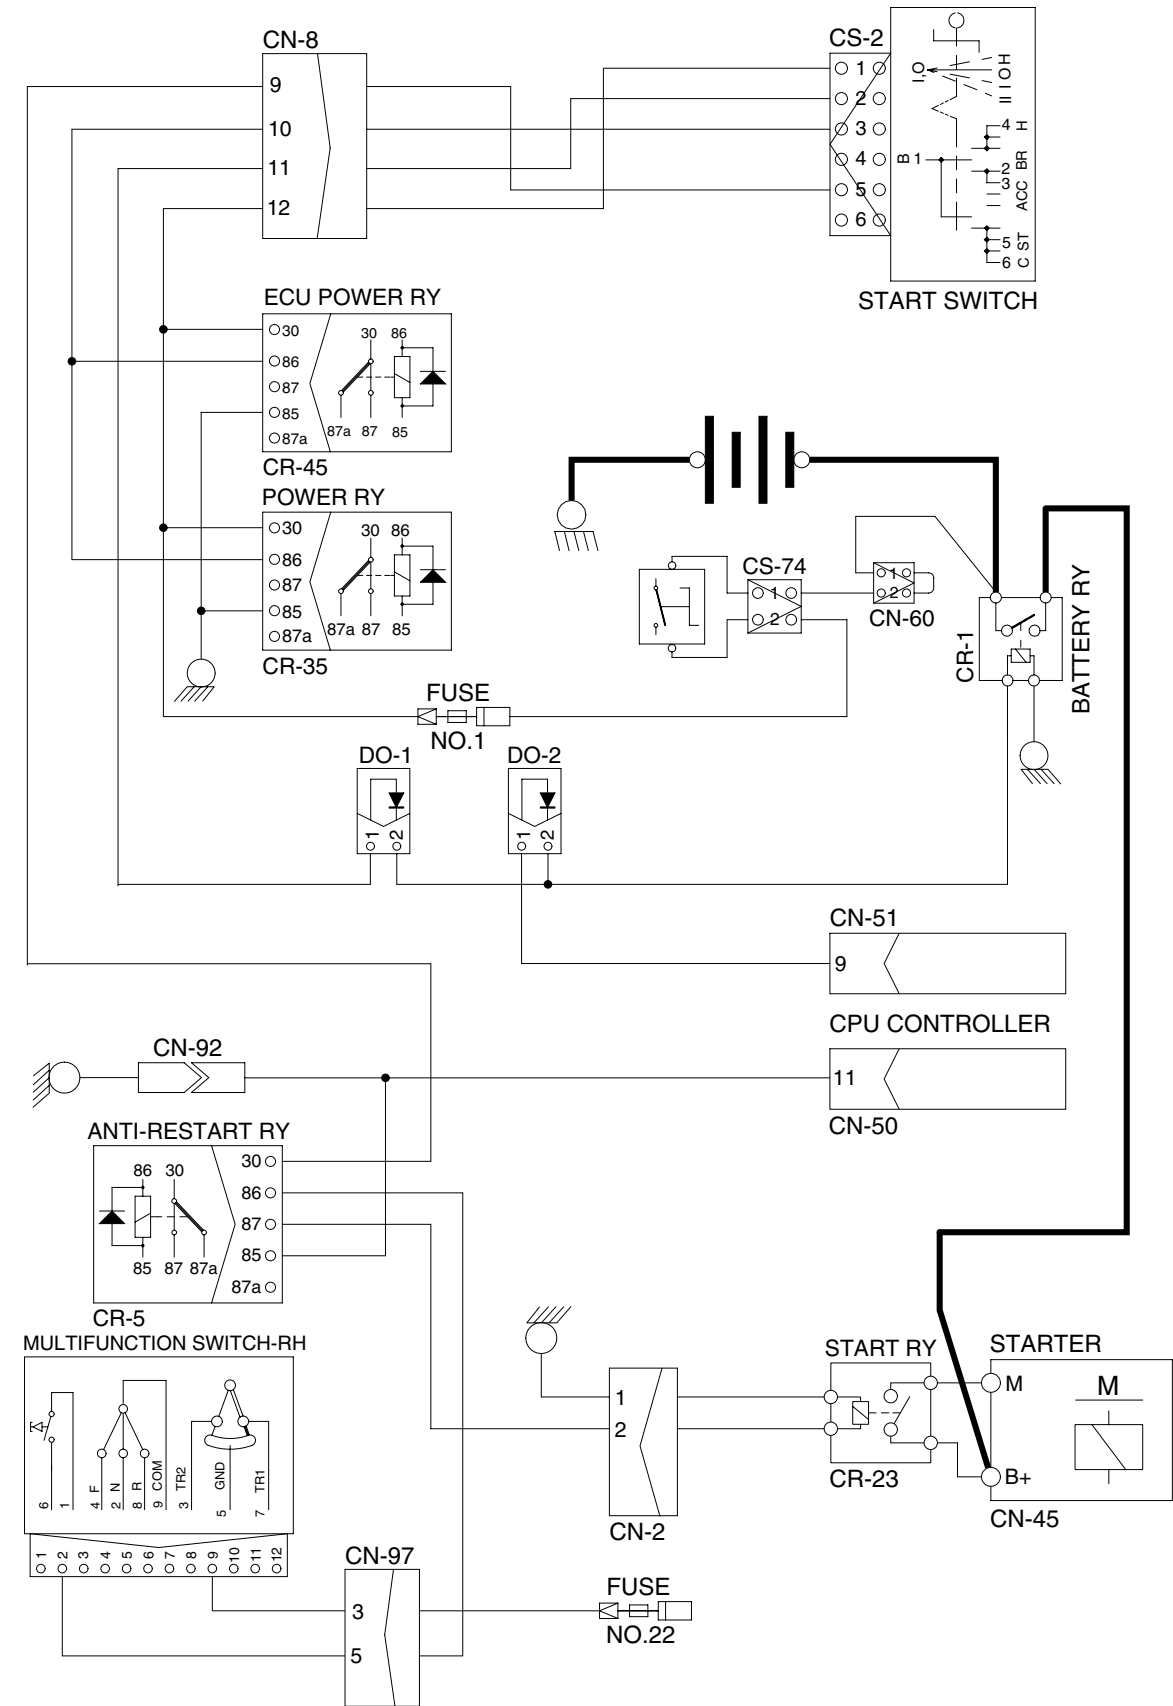 CN-8
9
10
11
12
CS-2
1
2
3
4
5
6
I,O
H
O
I
II
B 1
4 H
BR
2
3
ACC
5 ST
6 C
START SWITCH
ECU POWER RY
30
86
87
85
87a
30 86
87a 87 85
CR-45
POWER RY
30
86
87
85
87a
30 86
87a 87 85
CR-35
CS-74
1
2
1
2
CN-60
CR-1
BATTERY RY
FUSE
NO.1
DO-1
1
2
DO-2
1
2
CN-51
9
CPU CONTROLLER
11
CN-50
CN-92
ANTI-RESTART RY
86 30
85 87 87a
30
86
87
85
87a
CR-5
MULTIFUNCTION SWITCH-RH
6
1
4 F
2 N
8 R
9 COM
3 TR2
5 GND
7 TR1
1
2
3
4
5
6
7
8
9
10
11
12
CN-97
3
5
FUSE
NO.22
1
2
CN-2
START RY
CR-23
STARTER
M
M
B+
CN-45